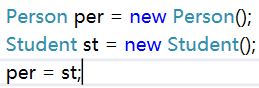 Person per = new Person();
Student st = new Student();
per = st;